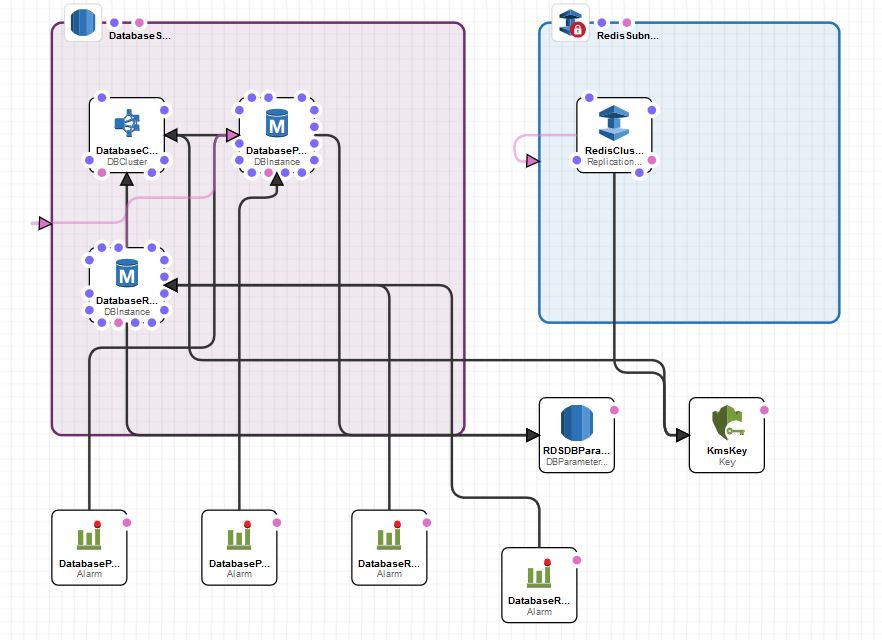 DatabaseS...
RedisSubn...
DatabaseC...
DBCluster
M
DatabaseP...
DBInstance
RedisClus...
Replication...
M
DatabaseR...
DBInstance
RDSDBPara...
DBParameter...
KmsKey
Key
DatabaseP...
Alarm
DatabaseP...
Alarm
DatabaseR...
Alarm
DatabaseR...
Alarm